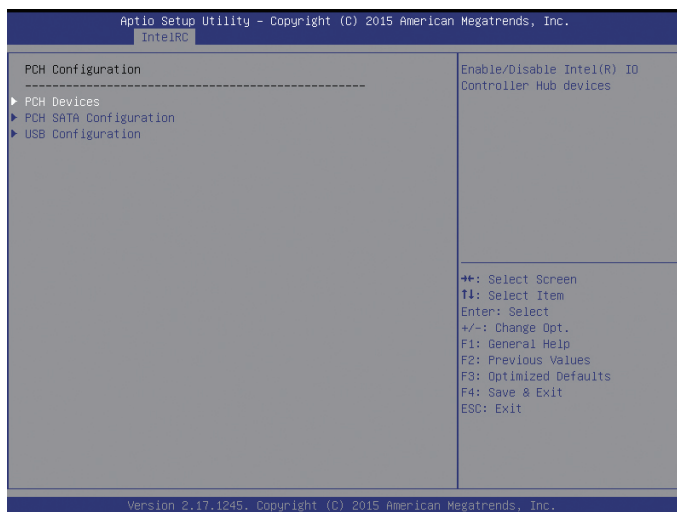 Aptio Setup Utility – Copyright (C) 2015 American Megatrends, Inc.
IntelRC
PCH Configuration
--------------------------------------------------
PCH Devices
PCH SATA Configuration
USB Configuration
Enable/Disable Intel(R) IO
Controller Hub devices
→←: Select Screen
↑↓: Select Item
Enter: Select
+/-: Change Opt.
F1: General Help
F2: Previous Values
F3: Optimized Defaults
F4: Save & Exit
ESC: Exit
Version 2.17.1245. Copyright (C) 2015 American Megatrends, Inc.